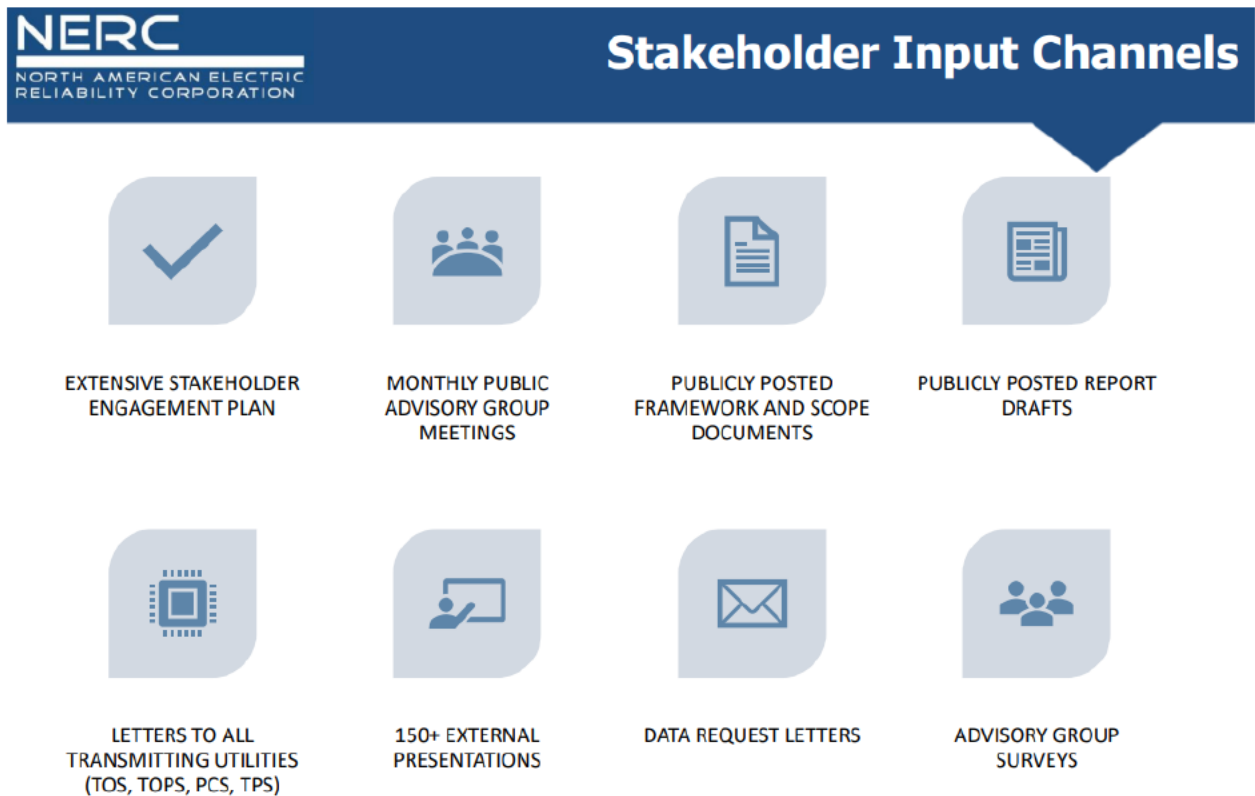 NERC
NORTH AMERICAN ELECTRIC
RELIABILITY CORPORATION
Stakeholder Input Channels
EXTENSIVE STAKEHOLDER
ENGAGEMENT PLAN
MONTHLY PUBLIC
ADVISORY GROUP
MEETINGS
PUBLICLY POSTED
FRAMEWORK AND SCOPE
DOCUMENTS
PUBLICLY POSTED REPORT
DRAFTS
LETTERS TO ALL
TRANSMITTING UTILITIES
(TOS, TOPS, PCS, TPS)
150+ EXTERNAL
PRESENTATIONS
DATA REQUEST LETTERS
ADVISORY GROUP
SURVEYS